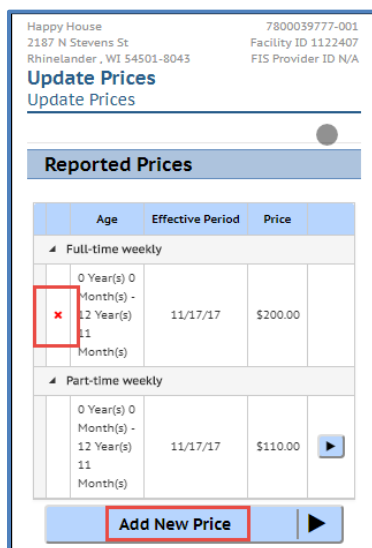 Happy House 7800039777-001
2187 N Stevens St Facility ID 1122407
Rhinelander , WI 54501-8043 FIS Provider ID N/A
Update Prices
Update Prices
Reported Prices
Age Effective Period Price
Full-time weekly
0 Year(s) 0
Month(s) -
12 Year(s) 11/17/17 $200.00
11
Month(s)
Part-time weekly
0 Year(s) 0
Month(s) -
12 Year(s) 11/17/17 $110.00
11
Month(s)
Add New Price